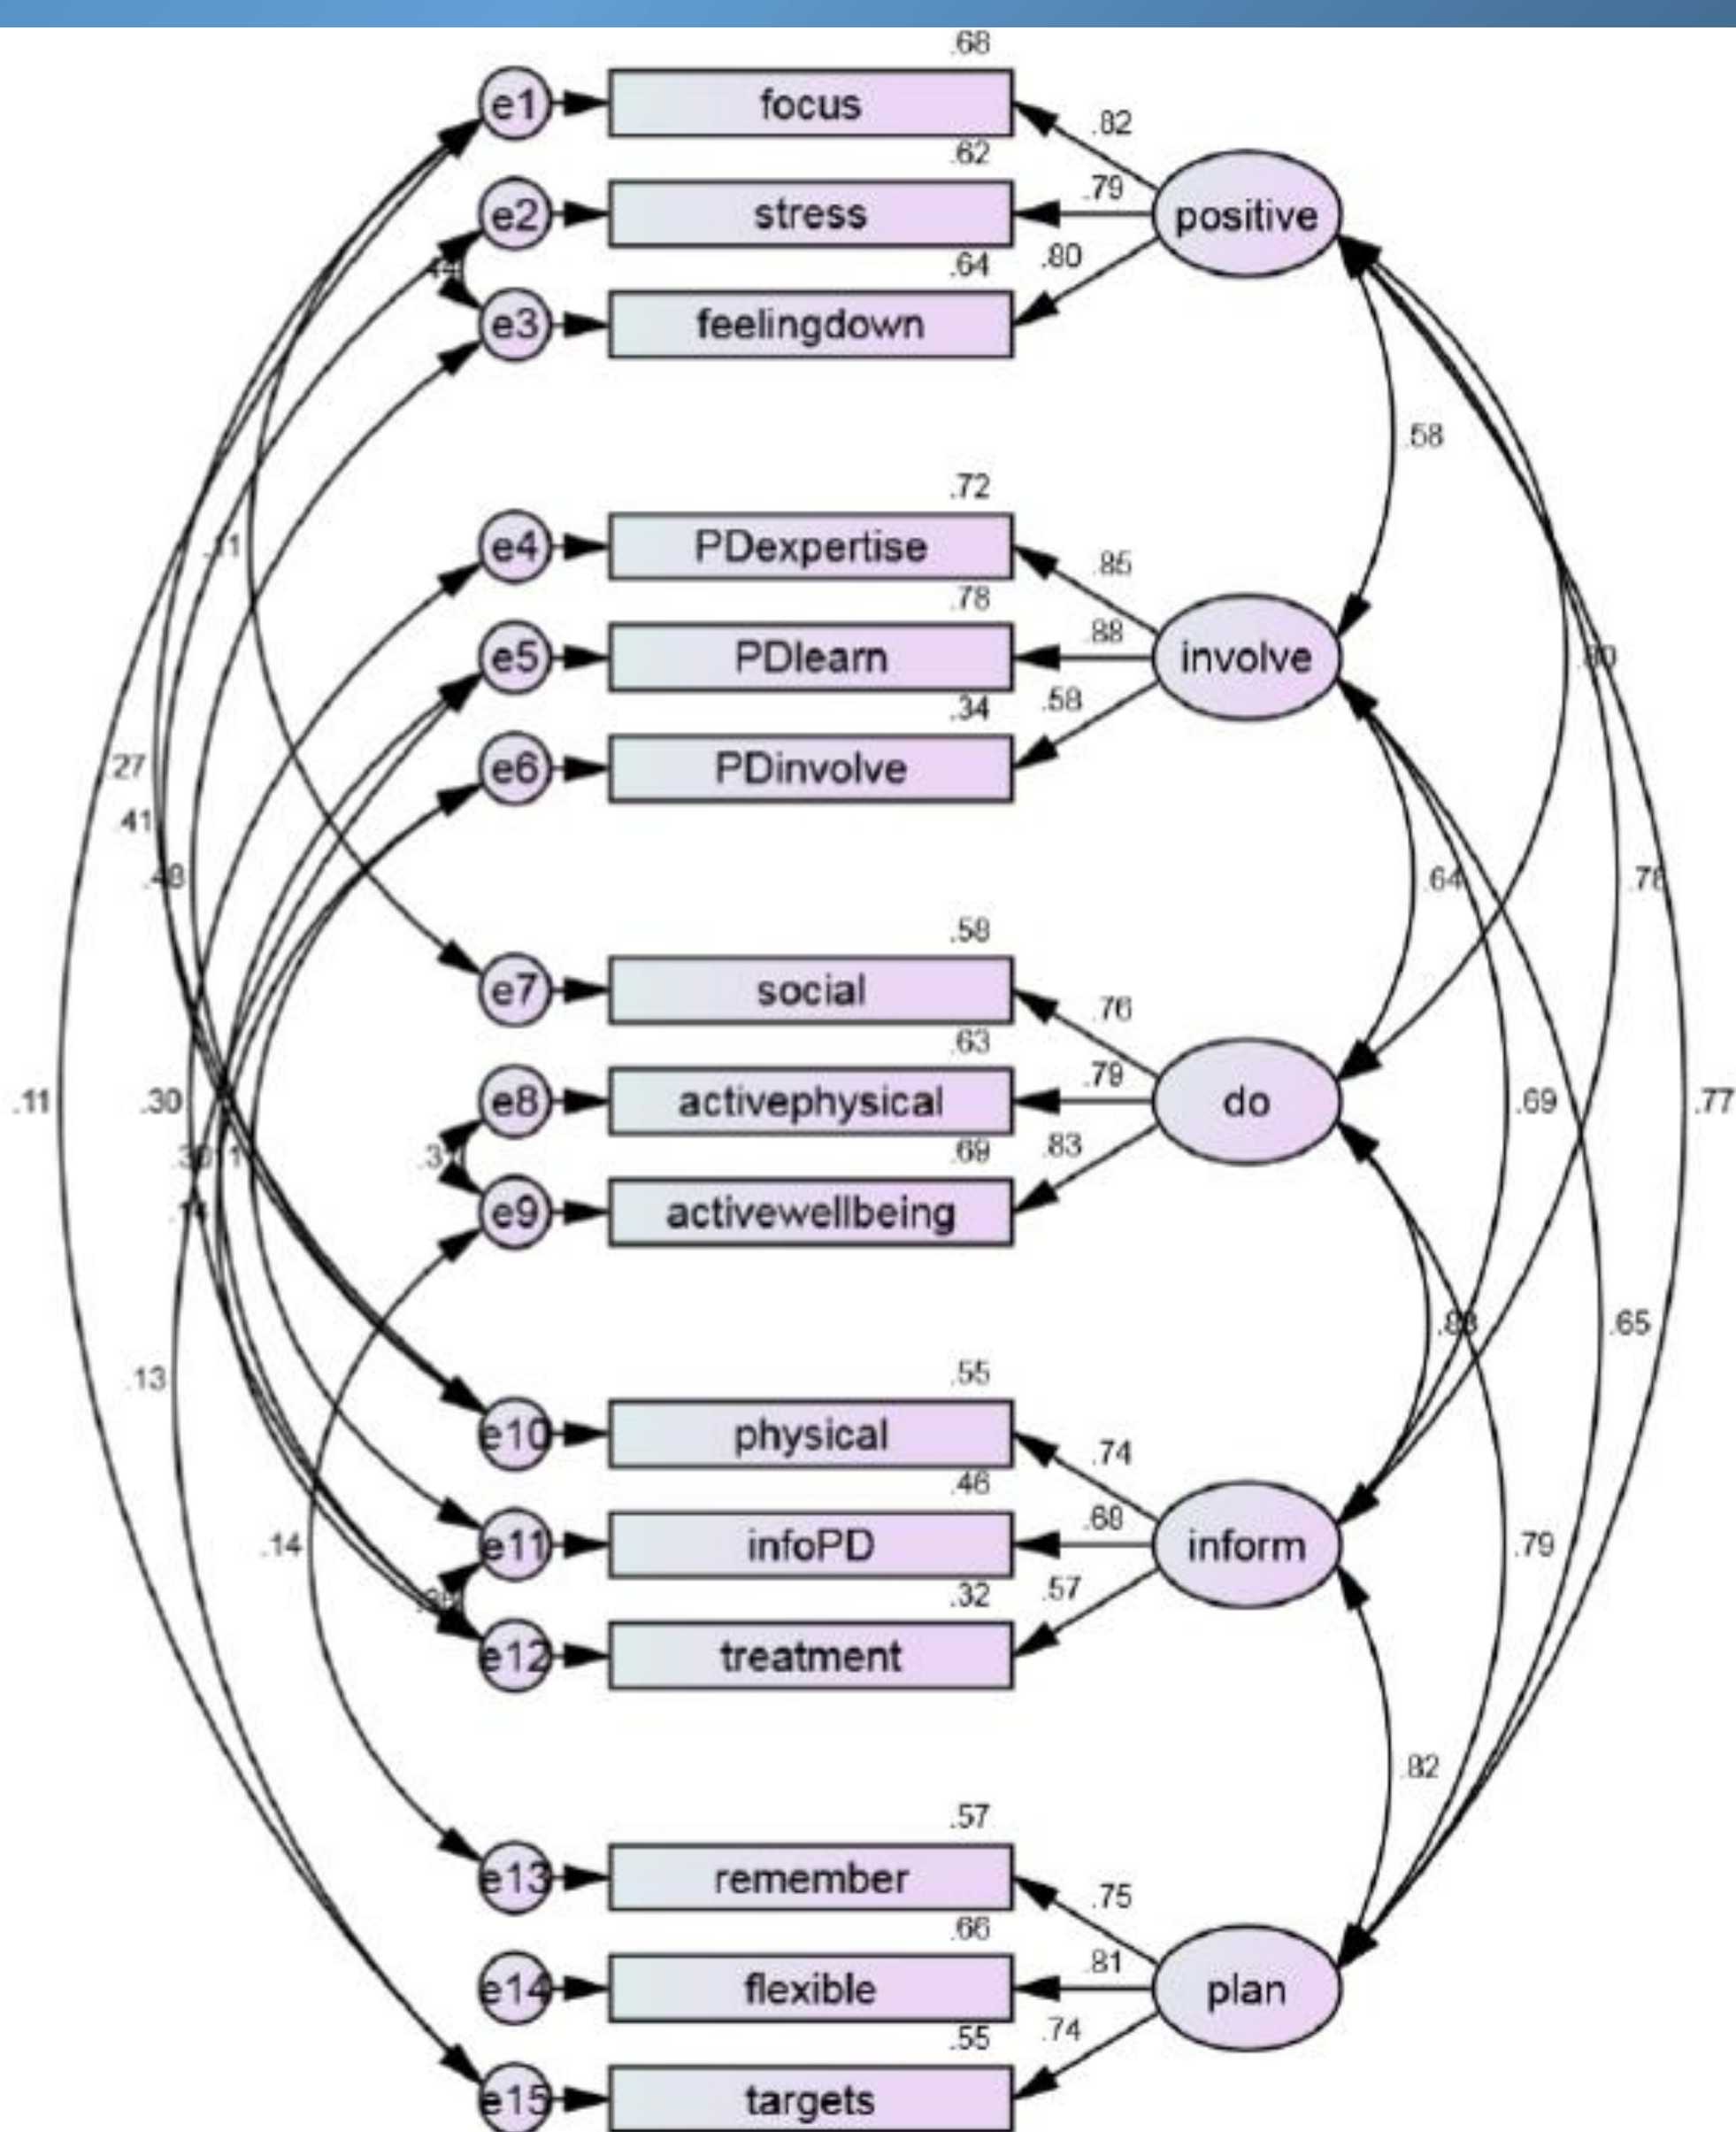 .68
e1 focus .82
.62
e2 stress .79 positive
.64 .80
e3 feelingdown
.58
.72
e4 PDexpertise .85
.78
e5 PDlearn .88 involve
.34 .58
e6 PDinvolve
.27
.41
.64
.58
e7 social .76
.63
.11 .30 e8 activephysical .79 do .69 .77
.69 .83
e9 activewellbeing
.65
.13
.55
e10 physical .74
.46
.14 e11 infoPD .68 inform .79
.32 .57
e12 treatment
.82
.57
e13 remember .75
.66
e14 flexible .81 plan
.55 .74
e15 targets